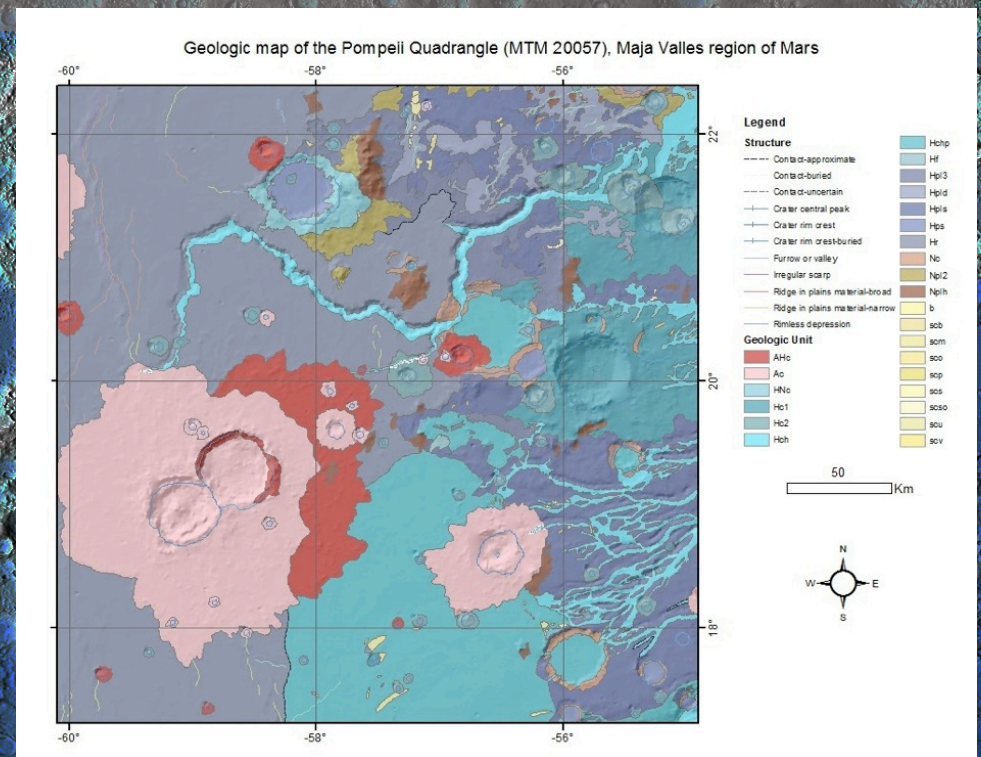 Geologic map of the Pompeii Quadrangle (MTM 20057), Maja Valles region of Mars
-60°
-58°
-56°
22°
20°
18°
-60°
-58°
-56°
Legend
Structure
Contact-approximate
Contact-buried
Contact-uncertain
Crater central peak
Crater rim crest
Crater rim crest-buried
Furrow or valley
Irregular scarp
Ridge in plains material-broad
Ridge in plains material-narrow
Rimless depression
Geologic Unit
AHc
Ac
HNc
Hc1
Hc2
Hch
Hchp
Hf
Hpl3
Hpld
Hpls
Hps
Hr
Nc
Npl2
Nplh
b
scb
scm
sco
scp
scs
scso
scu
scv
50
Km
N
W
E
S